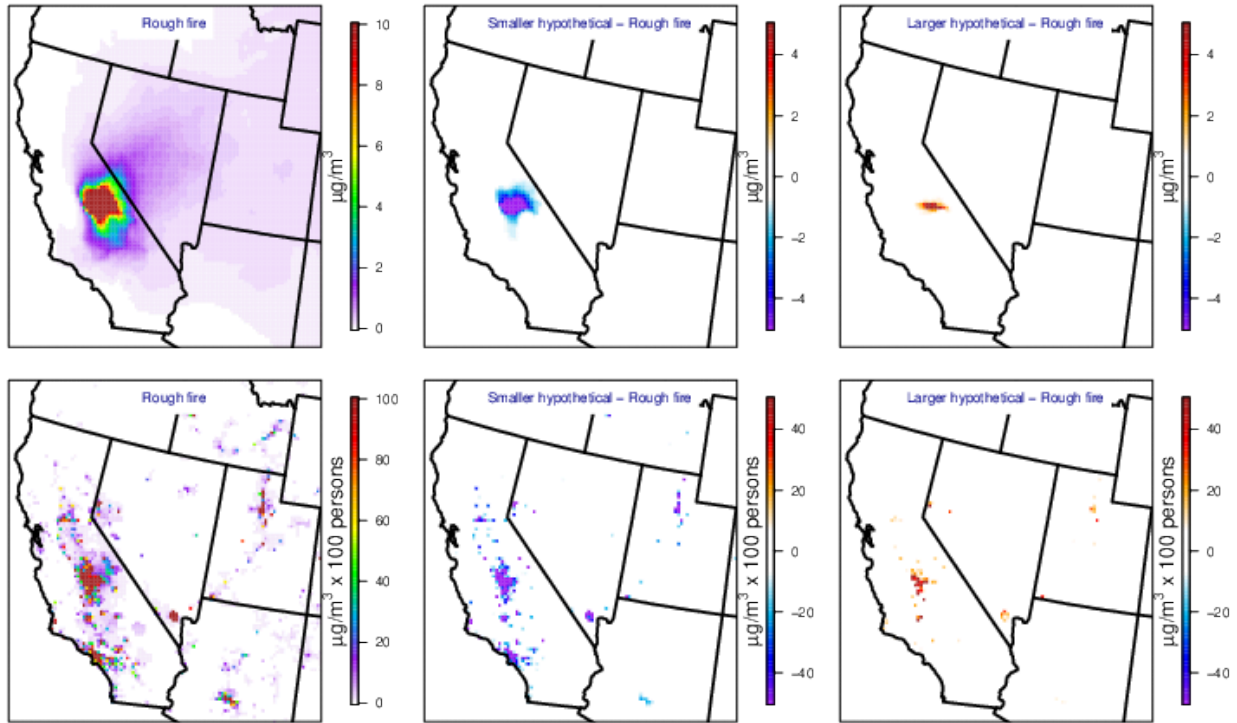 Rough fire
10
8
6
4
2
0
μg/m³
Smaller hypothetical – Rough fire
4
2
0
−2
−4
μg/m³
Larger hypothetical – Rough fire
4
2
0
−2
−4
μg/m³
Rough fire
100
80
60
40
20
0
μg/m³ x 100 persons
Smaller hypothetical – Rough fire
40
20
0
−20
−40
μg/m³ x 100 persons
Larger hypothetical – Rough fire
40
20
0
−20
−40
μg/m³ x 100 persons